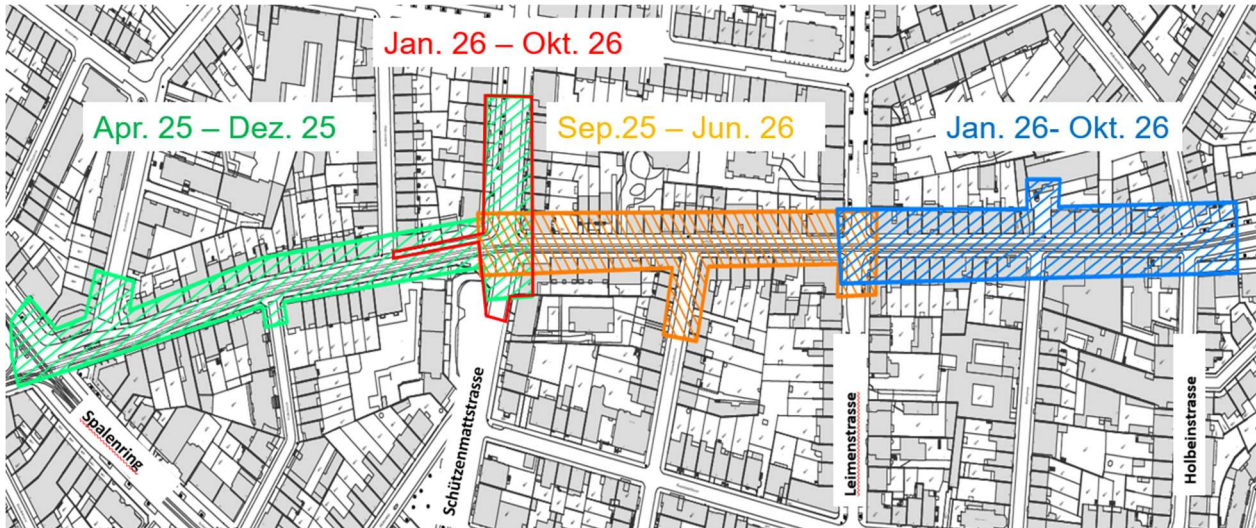 Jan. 26 – Okt. 26
Apr. 25 – Dez. 25
Sep.25 – Jun. 26
Jan. 26- Okt. 26
Spalenring
Schützenmattstrasse
Leimenstrasse
Holbeinstrasse